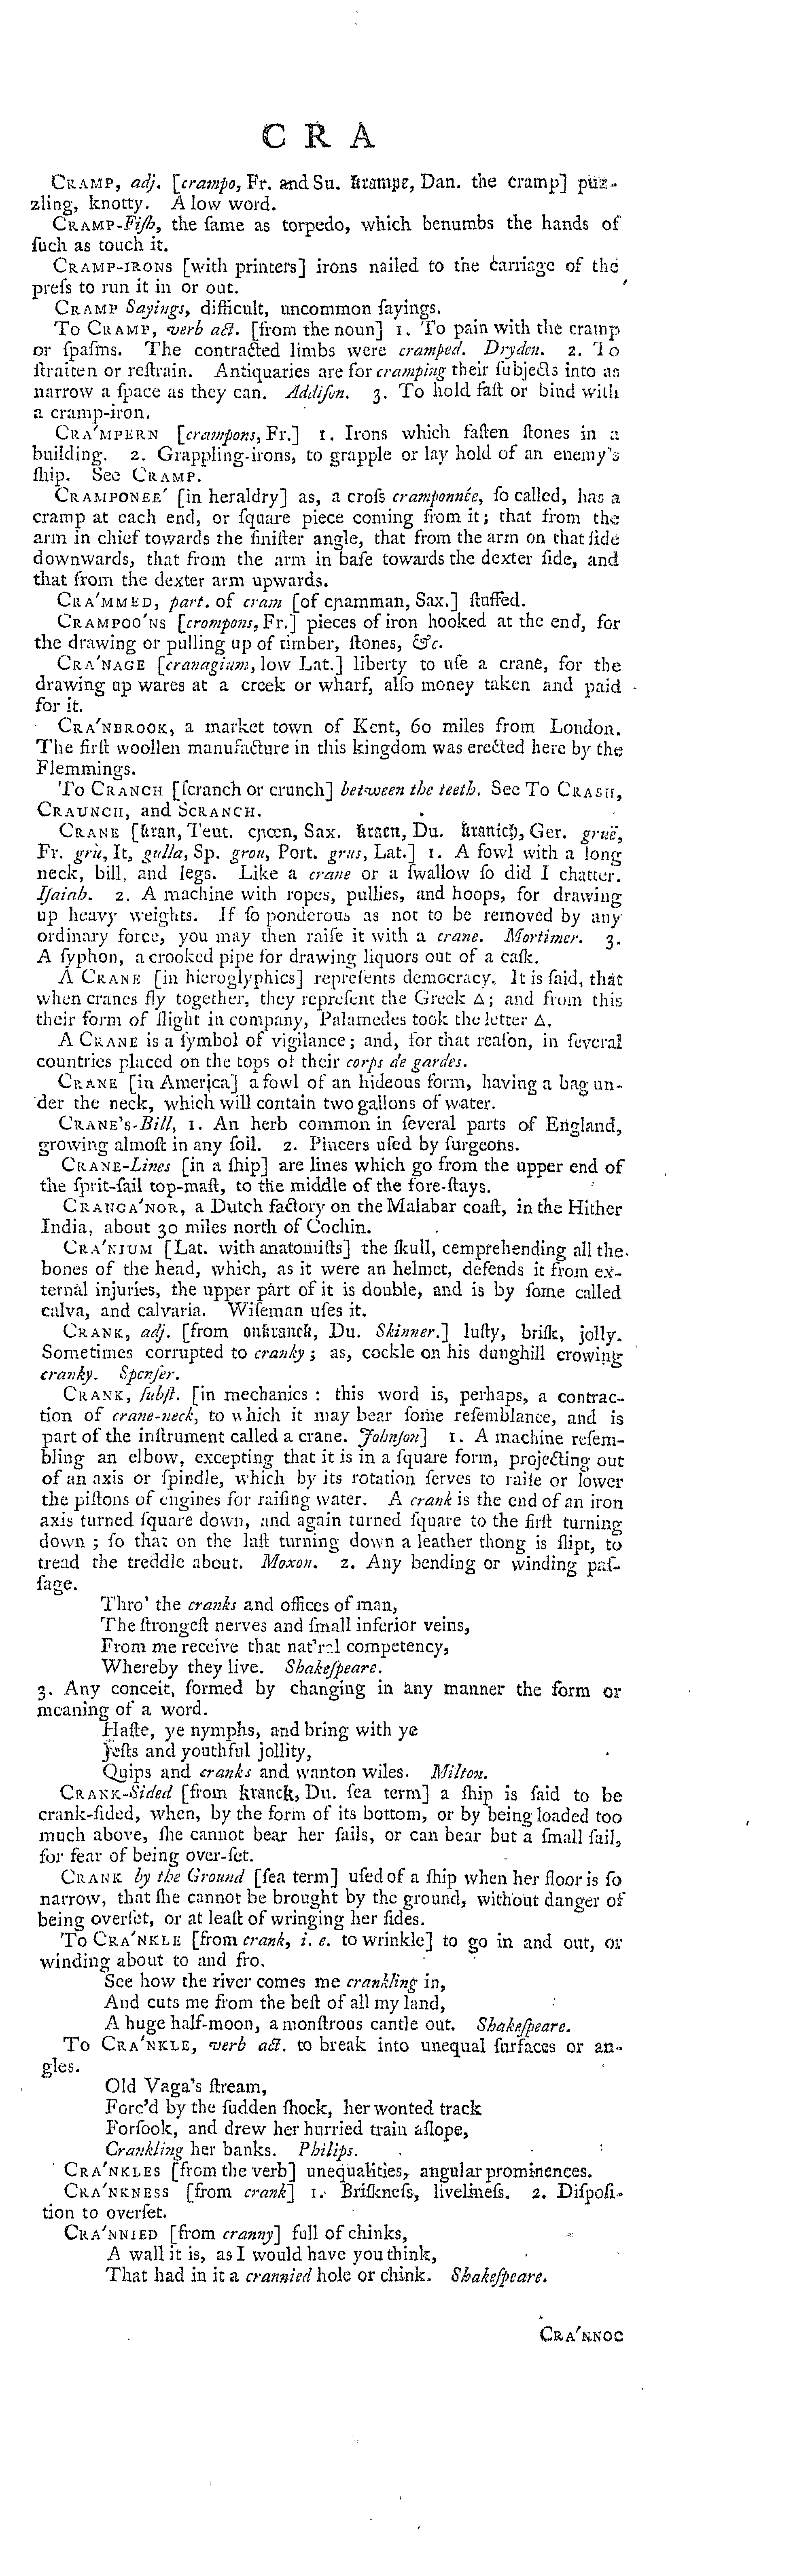 C R A
CRAMP, adj. [crampo, Fr. and Su. krampe, Dan. the cramp] puz-
zling, knotty. A low word.
CRAMP-Fiſh, the ſame as torpedo, which benumbs the hands of
ſuch as touch it.
CRAMP-IRONS [with printers] irons nailed to the carriage of the
preſs to run it in or out.
CRAMP Sayings, difficult, uncommon ſayings.
To CRAMP, verb act. [from the noun] 1. To pain with the cramp
or ſpaſms. The contracted limbs were cramped. Dryden. 2. To
ſtraiten or reſtrain. Antiquaries are for cramping their ſubjects into as
narrow a ſpace as they can. Addiſon. 3. To hold faſt or bind with
a cramp-iron.
CRA′MPERN [crampons, Fr.] 1. Irons which faſten ſtones in a
building. 2. Grappling-irons, to grapple or lay hold of an enemy's
ſhip. See CRAMP.
CRAMPONEE′ [in heraldry] as, a croſs cramponnée, ſo called, has a
cramp at each end, or ſquare piece coming from it; that from the
arm in chief towards the ſiniſter angle, that from the arm on that ſide
downwards, that from the arm in baſe towards the dexter ſide, and
that from the dexter arm upwards.
CRA′MMED, part. of cram [of cꞃamman, Sax.] ſtuffed.
CRAMPOO′NS [crompons, Fr.] pieces of iron hooked at the end, for
the drawing or pulling up of timber, ſtones, &c.
CRA′NAGE [cranagium, low Lat.] liberty to uſe a crane, for the
drawing up wares at a creek or wharf, alſo money taken and paid
for it.
CRA′NBROOK, a market town of Kent, 60 miles from London.
The firſt woollen manufacture in this kingdom was erected here by the
Flemmings.
To CRANCH [ſcranch or crunch] between the teeth. See To CRASH,
CRAUNCH, and SCRANCH.
CRANE [kran, Teut. cꞃœn, Sax. kraen, Du. kranich, Ger. gruë,
Fr. grù, It, gulla, Sp. grou, Port. grus, Lat.] 1. A fowl with a long
neck, bill, and legs. Like a crane or a ſwallow ſo did I chatter.
Iſaiah. 2. A machine with ropes, pullies, and hoops, for drawing
up heavy weights. If ſo ponderous as not to be removed by any
ordinary force, you may then raiſe it with a crane. Mortimer. 3.
A ſyphon, a crooked pipe for drawing liquors out of a caſk.
A CRANE [in hieroglyphics] repreſents democracy. It is ſaid, that
when cranes fly together, they repreſent the Greek Δ; and from this
their form of flight in company, Palamedes took the letter Δ.
A CRANE is a ſymbol of vigilance; and, for that reaſon, in ſeveral
countries placed on the tops of their corps de gardes.
CRANE [in America] a fowl of an hideous form, having a bag un-
der the neck, which will contain two gallons of water.
CRANE's-Bill, 1. An herb common in ſeveral parts of England,
growing almoſt in any ſoil. 2. Pincers uſed by ſurgeons.
CRANE-Lines [in a ſhip] are lines which go from the upper end of
the ſprit-ſail top-maſt, to the middle of the fore-ſtays.
CRANGA′NOR, a Dutch factory on the Malabar coaſt, in the Hither
India, about 30 miles north of Cochin.
CRA′NIUM [Lat. with anatomiſts] the ſkull, cemprehending all the
bones of the head, which, as it were an helmet, defends it from ex-
ternal injuries, the upper part of it is double, and is by ſome called
calva, and calvaria. Wiſeman uſes it.
CRANK, adj. [from onkranck, Du. Skinner.] luſty, briſk, jolly.
Sometimes corrupted to cranky; as, cockle on his dunghill crowing
cranky. Spenſer.
CRANK, ſubſt. [in mechanics: this word is, perhaps, a contrac-
tion of crane-neck, to which it may bear ſome reſemblance, and is
part of the inſtrument called a crane. Johnſon] 1. A machine reſem-
bling an elbow, excepting that it is in a ſquare form, projecting out
of an axis or ſpindle, which by its rotation ſerves to raiſe or lower
the piſtons of engines for raiſing water. A crank is the end of an iron
axis turned ſquare down, and again turned ſquare to the firſt turning
down; ſo that on the laſt turning down a leather thong is ſlipt, to
tread the treddle about. Moxon. 2. Any bending or winding paſ-
ſage.
Thro' the cranks and offices of man,
The ſtrongeſt nerves and ſmall inferior veins,
From me receive that nat'ral competency,
Whereby they live. Shakeſpeare.
3. Any conceit, formed by changing in any manner the form or
meaning of a word.
Haſte, ye nymphs, and bring with ye
Jeſts and youthful jollity,
Quips and cranks and wanton wiles. Milton.
CRANK-Sided [from kranck, Du. ſea term] a ſhip is ſaid to be
crank-ſided, when, by the form of its bottom, or by being loaded too
much above, ſhe cannot bear her ſails, or can bear but a ſmall ſail,
for fear of being over-ſet.
CRANK by the Ground [ſea term] uſed of a ſhip when her floor is ſo
narrow, that ſhe cannot be brought by the ground, without danger of
being overſet, or at leaſt of wringing her ſides.
To CRA′NKLE [from crank, i. e. to wrinkle] to go in and out, or
winding about to and fro.
See how the river comes me crankling in,
And cuts me from the beſt of all my land,
A huge half-moon, a monſtrous cantle out. Shakeſpeare.
To CRA′NKLE, verb act. to break into unequal ſurfaces or an-
gles.
Old Vaga's ſtream,
Forc'd by the ſudden ſhock, her wonted track
Forſook, and drew her hurried train aſlope,
Crankling her banks. Philips.
CRA′NKLES [from the verb] unequalities, angular prominences.
CRA′NKNESS [from crank] 1. Briſkneſs, livelineſs. 2. Diſpoſi-
tion to overſet.
CRA′NNIED [from cranny] full of chinks,
A wall it is, as I would have you think,
That had in it a crannied hole or chink. Shakeſpeare.
CRA′NNOC